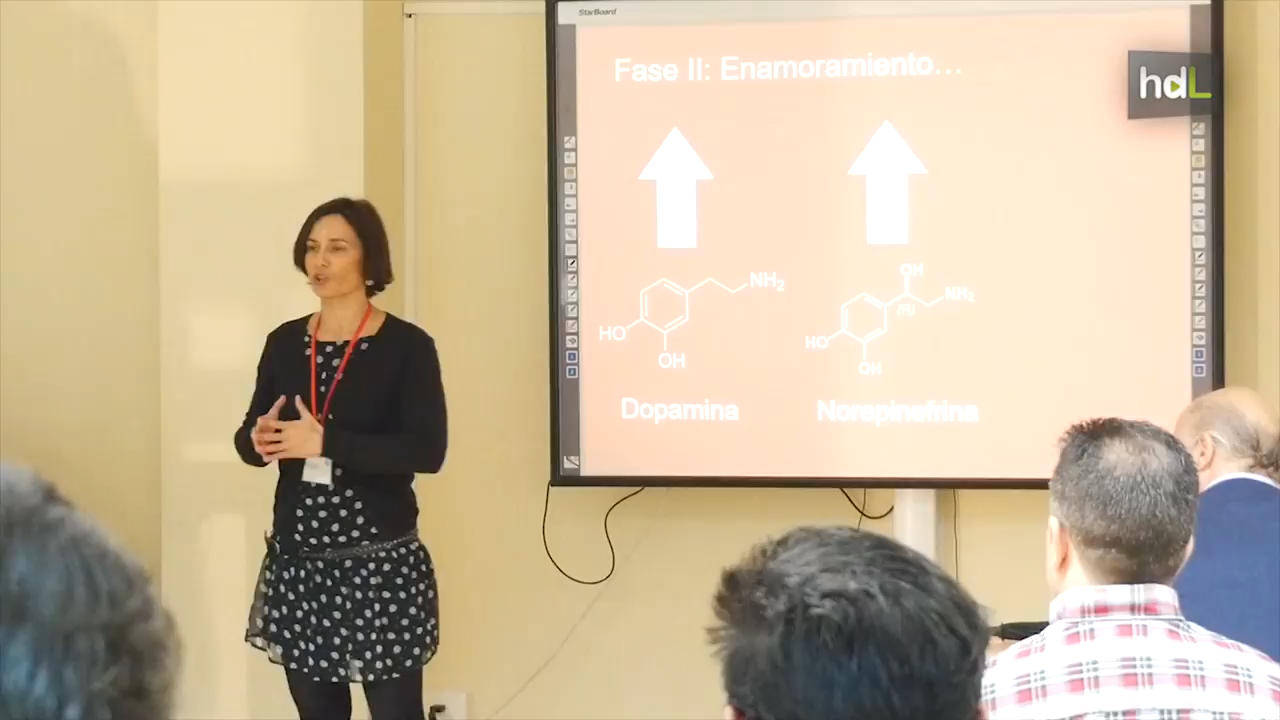 StarBoard
Fase II: Enamoramiento...
hdL
OH
NH2
NH2
(R)
HO
HO
OH
OH
Dopamina
Norepinefrina